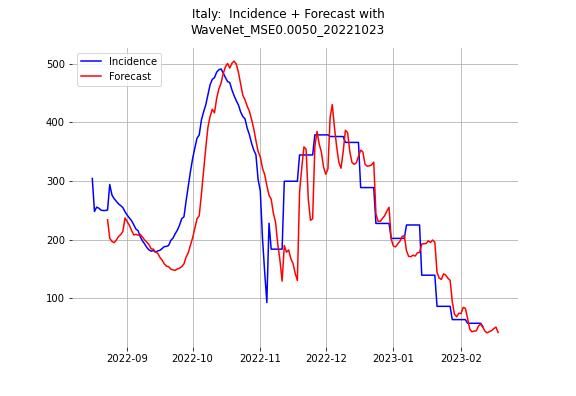 Italy:  Incidence + Forecast with
WaveNet_MSE0.0050_20221023
Incidence
Forecast
500
400
300
200
100
2022-09
2022-10
2022-11
2022-12
2023-01
2023-02